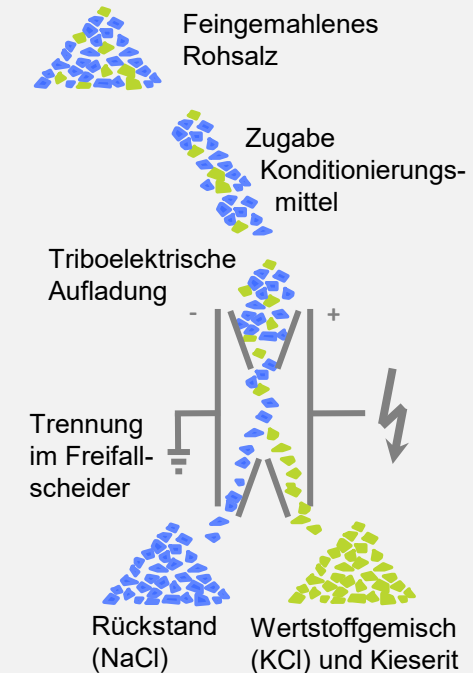 Feingemahlenes
Rohsalz
Zugabe
Konditionierungs-
mittel
Triboelektrische
Aufladung
-
+
Trennung
im Freifall-
scheider
Rückstand
(NaCl)
Wertstoffgemisch
(KCl) und Kieserit